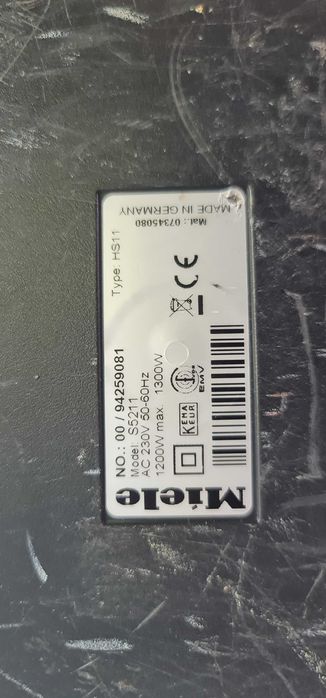 Miele
NO.: 00 / 94259081
Model: S5211 Type: HS11
AC 230V 50-60Hz
1200W max. 1300W
KEMA
KEUR
EMV
CE
Mat.: 07345080
MADE IN GERMANY